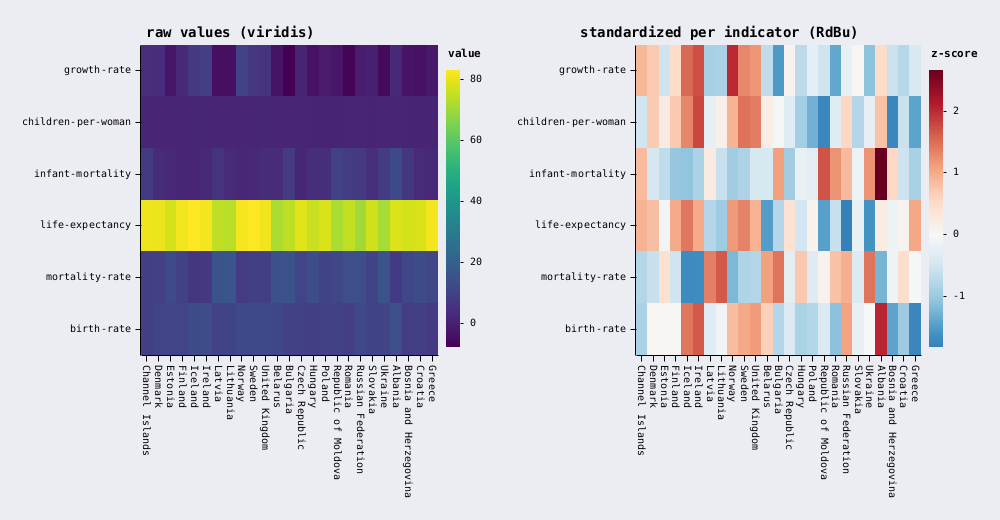 raw values (viridis)
growth-rate
children-per-woman
infant-mortality
life-expectancy
mortality-rate
birth-rate
Channel Islands
Denmark
Estonia
Finland
Iceland
Ireland
Latvia
Lithuania
Norway
Sweden
United Kingdom
Belarus
Bulgaria
Czech Republic
Hungary
Poland
Republic of Moldova
Romania
Russian Federation
Slovakia
Ukraine
Albania
Bosnia and Herzegovina
Croatia
Greece
value
80
60
40
20
0
standardized per indicator (RdBu)
growth-rate
children-per-woman
infant-mortality
life-expectancy
mortality-rate
birth-rate
Channel Islands
Denmark
Estonia
Finland
Iceland
Ireland
Latvia
Lithuania
Norway
Sweden
United Kingdom
Belarus
Bulgaria
Czech Republic
Hungary
Poland
Republic of Moldova
Romania
Russian Federation
Slovakia
Ukraine
Albania
Bosnia and Herzegovina
Croatia
Greece
z-score
2
1
0
-1